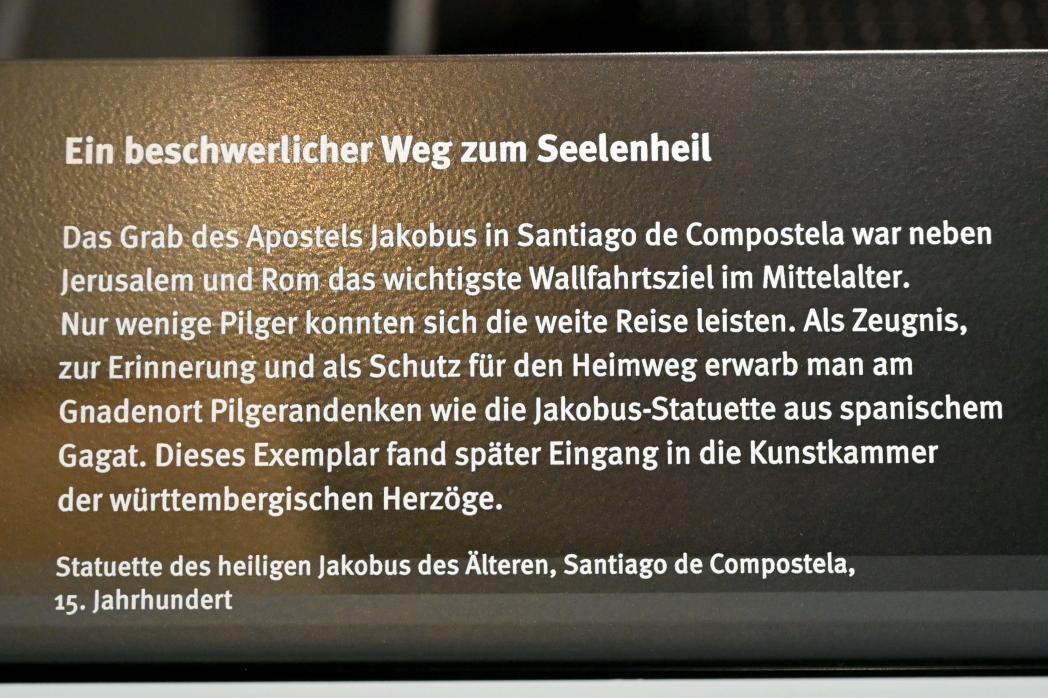 Ein beschwerlicher Weg zum Seelenheil
Das Grab des Apostels Jakobus in Santiago de Compostela war neben
Jerusalem und Rom das wichtigste Wallfahrtsziel im Mittelalter.
Nur wenige Pilger konnten sich die weite Reise leisten. Als Zeugnis,
zur Erinnerung und als Schutz für den Heimweg erwarb man am
Gnadenort Pilgerandenken wie die Jakobus-Statuette aus spanischem
Gagat. Dieses Exemplar fand später Eingang in die Kunstkammer
der württembergischen Herzöge.
Statuette des heiligen Jakobus des Älteren, Santiago de Compostela,
15. Jahrhundert